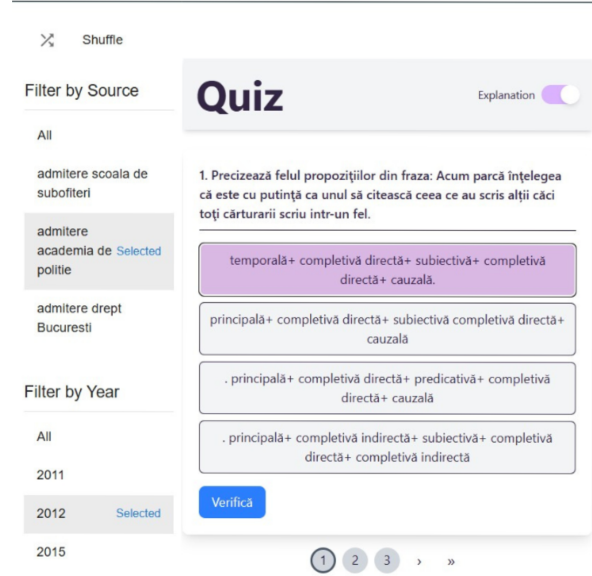 Shuffle
Filter by Source
All
admitere scoala de
subofiteri
admitere
academia de Selected
politie
admitere drept
Bucuresti
Filter by Year
All
2011
2012 Selected
2015
Quiz
Explanation
1. Precizează felul propoziţiilor din fraza: Acum parcă înţelegea
că este cu putinţă ca unul să citească ceea ce au scris alții căci
toţi cărturarii scriu intr-un fel.
temporală+ completivă directă+ subiectivă+ completivă
directă+ cauzală.
principală+ completivă directă+ subiectivă completivă directă+
cauzală
. principală+ completivă directă+ predicativă+ completivă
directă+ cauzală
. principală+ completivă indirectă+ subiectivă+ completivă
directă+ completivă indirectă
Verifică
1 2 3 › »